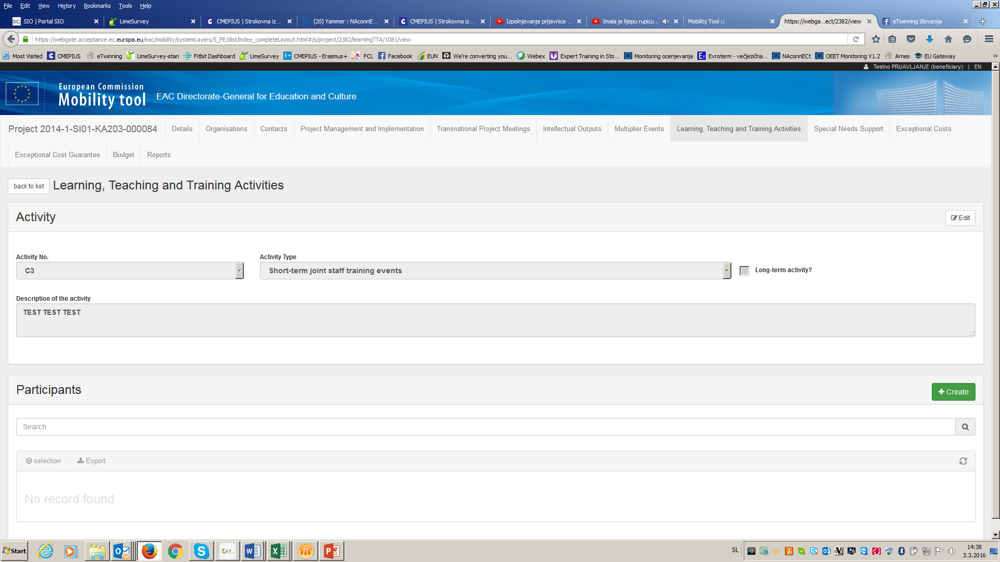 File Edit View History Bookmarks Tools Help
SIO | Portal SIO
LimeSurvey
CMEPIUS | Strokovna iz...
(20) Yammer : NAconnE...
CMEPIUS | Strokovna iz...
Izpolnjevanje prijavnice ...
Imala je lijepu rupicu...
Mobility Tool ::
https://webga...ect/2382/view
eTwinning Slovenija
https://webgate.acceptance.ec.europa.eu/eac/mobility/systemLayers/5_FE/dist/index_completeLayout.html#/s/project/2382/learningTTA/1081/view
Most Visited CMEPIUS eTwinning LimeSurvey-stari Fitbit Dashboard LimeSurvey CMEPIUS - Erasmus+ FCL Facebook EUN We're converting you... Webex Expert Training in Sto... Monitoring ocenjevanja Evroterm - večjezična... NAconnECt OEET Monitoring V1.2 Arnes EU Gateway
Testno PRIJAVLJANJE (beneficiary) | EN
European Commission
Mobility tool
EAC Directorate-General for Education and Culture
Project 2014-1-SI01-KA203-000084 Details Organisations Contacts Project Management and Implementation Transnational Project Meetings Intellectual Outputs Multiplier Events Learning, Teaching and Training Activities Special Needs Support Exceptional Costs
Exceptional Cost Guarantee Budget Reports
back to list Learning, Teaching and Training Activities
Activity
Edit
Activity No. Activity Type
C3 Short-term joint staff training events Long-term activity?
Description of the activity
TEST TEST TEST
Participants
+ Create
Search
selection Export
No record found
Start
SL
14:38
3.3.2016